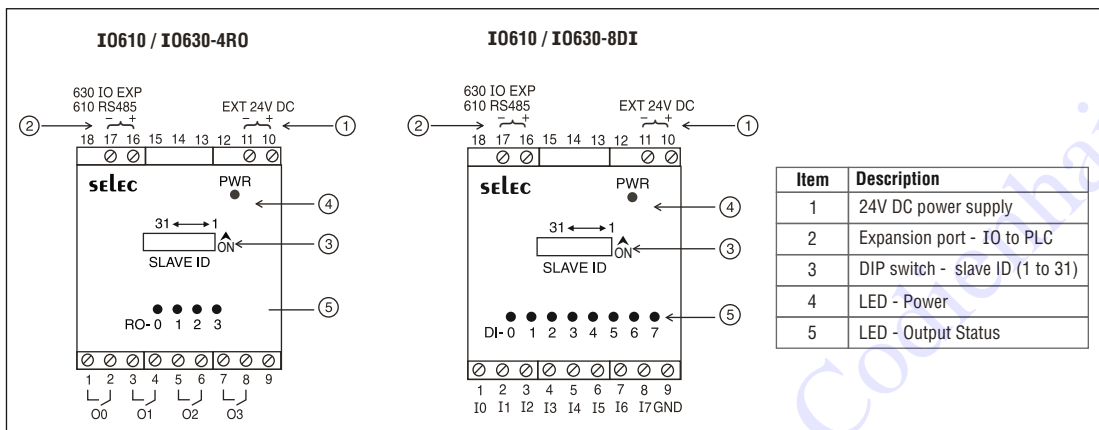 IO610 / IO630-4RO
630 IO EXP
610 RS485
EXT 24V DC
− +
− +
2
1
18 17 16 15 14 13 12 11 10
selec
PWR
4
31 1
ON
3
SLAVE ID
5
RO- 0 1 2 3
1 2 3 4 5 6 7 8 9
O0 O1 O2 O3
IO610 / IO630-8DI
630 IO EXP
610 RS485
EXT 24V DC
− +
− +
2
1
18 17 16 15 14 13 12 11 10
selec
PWR
4
31 1
ON
3
SLAVE ID
5
DI- 0 1 2 3 4 5 6 7
1 2 3 4 5 6 7 8 9
I0 I1 I2 I3 I4 I5 I6 I7 GND
Item Description
1 24V DC power supply
2 Expansion port - IO to PLC
3 DIP switch - slave ID (1 to 31)
4 LED - Power
5 LED - Output Status